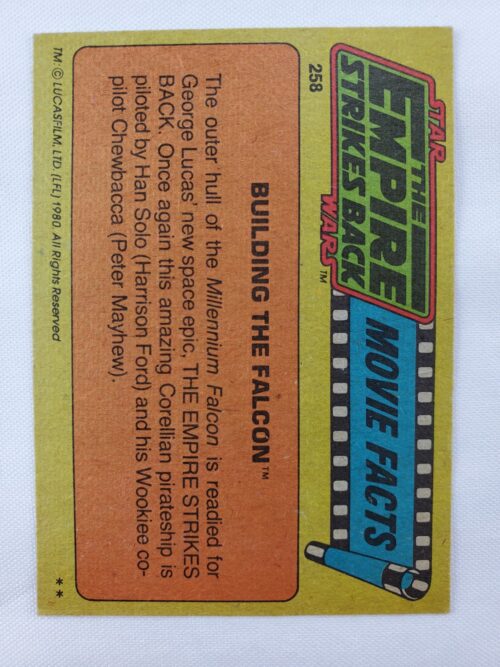 STAR
THE
EMPIRE
STRIKES BACK
WARS™
MOVIE FACTS
258
BUILDING THE FALCON™
The outer hull of the Millennium Falcon is readied for
George Lucas' new space epic, THE EMPIRE STRIKES
BACK. Once again this amazing Corellian pirateship is
piloted by Han Solo (Harrison Ford) and his Wookiee co-
pilot Chewbacca (Peter Mayhew).
TM: © LUCASFILM, LTD. (LFL) 1980. All Rights Reserved
**